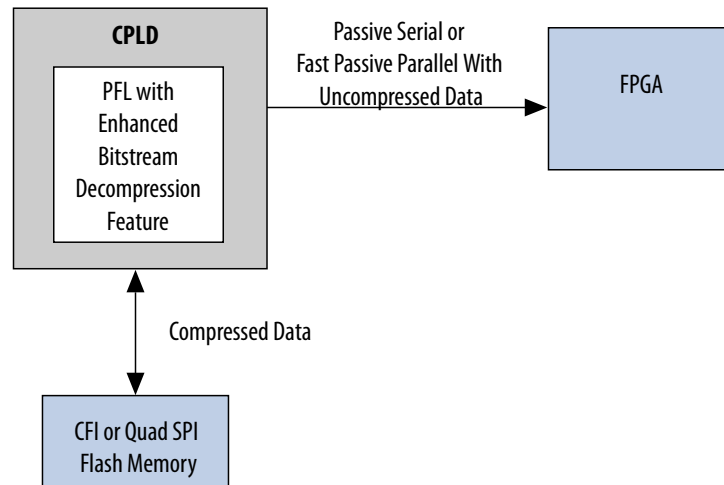 CPLD
PFL with
Enhanced
Bitstream
Decompression
Feature
Passive Serial or
Fast Passive Parallel With
Uncompressed Data
FPGA
Compressed Data
CFI or Quad SPI
Flash Memory